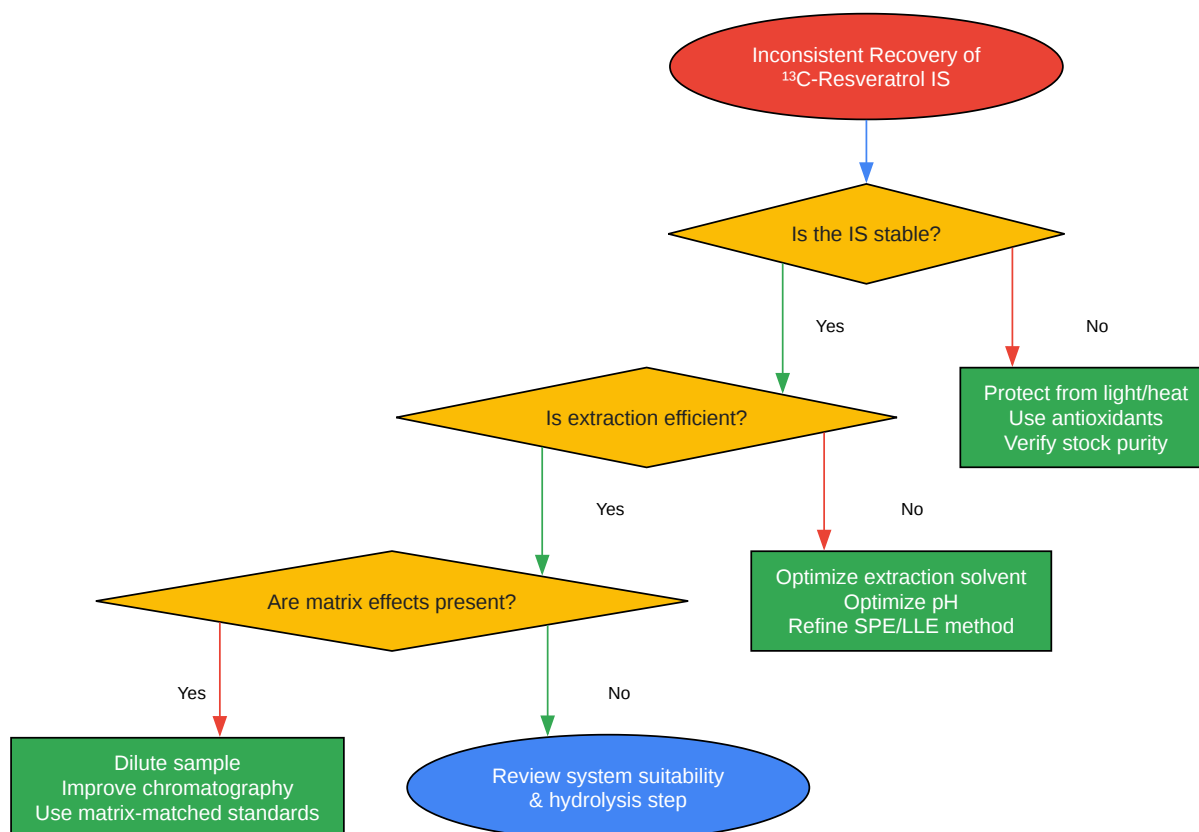 Inconsistent Recovery of
¹³C-Resveratrol IS
Is the IS stable?
Yes
No
Protect from light/heat
Use antioxidants
Verify stock purity
Is extraction efficient?
Yes
No
Optimize extraction solvent
Optimize pH
Refine SPE/LLE method
Are matrix effects present?
Yes
No
Dilute sample
Improve chromatography
Use matrix-matched standards
Review system suitability
& hydrolysis step